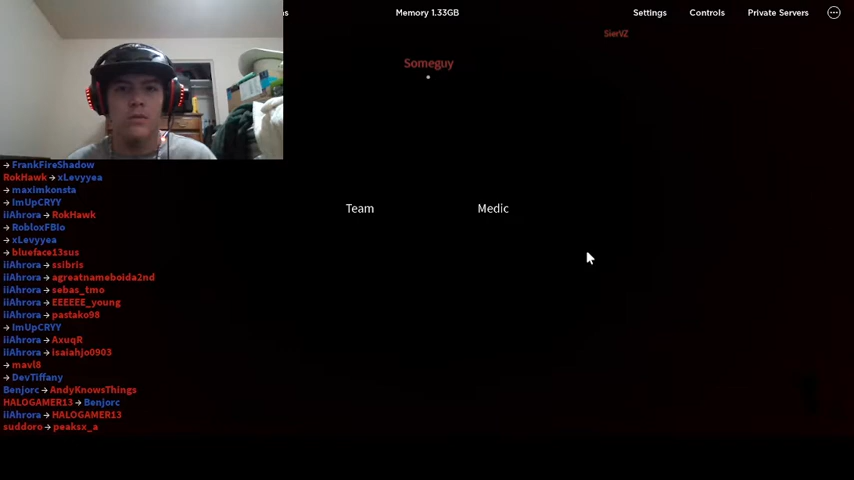 ns
Memory 1.33GB
Settings
Controls
Private Servers
SierVZ
Someguy
→ FrankFireShadow
RokHawk → xLevyyea
→ maximkonsta
→ ImUpCRYY
iiAhrora → RokHawk
→ RobloxFBIo
→ xLevyyea
→ blueface13sus
iiAhrora → ssibris
iiAhrora → agreatnameboida2nd
iiAhrora → sebas_tmo
iiAhrora → EEEEEE_young
iiAhrora → pastako98
→ ImUpCRYY
iiAhrora → AxuqR
iiAhrora → isaiahjo0903
→ mavl8
→ DevTiffany
Benjorc → AndyKnowsThings
HALOGAMER13 → Benjorc
iiAhrora → HALOGAMER13
suddoro → peaksx_a
Team
Medic